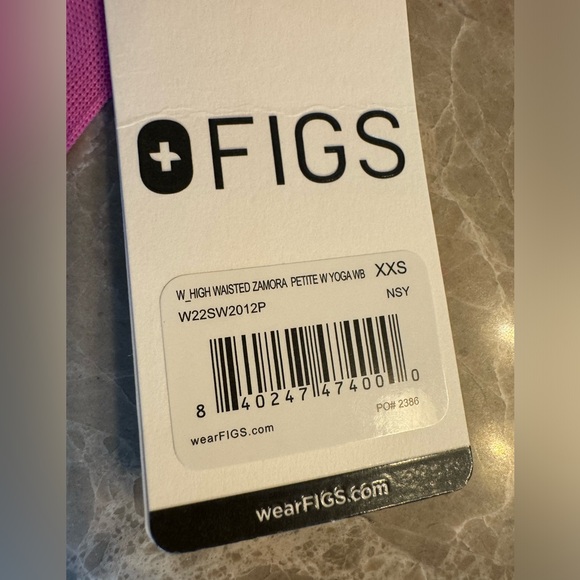 FIGS
W_HIGH WAISTED ZAMORA PETITE W YOGA WB XXS
W22SW2012P NSY
8 40247 47400 0
wearFIGS.com PO# 2386
wearFIGS.com